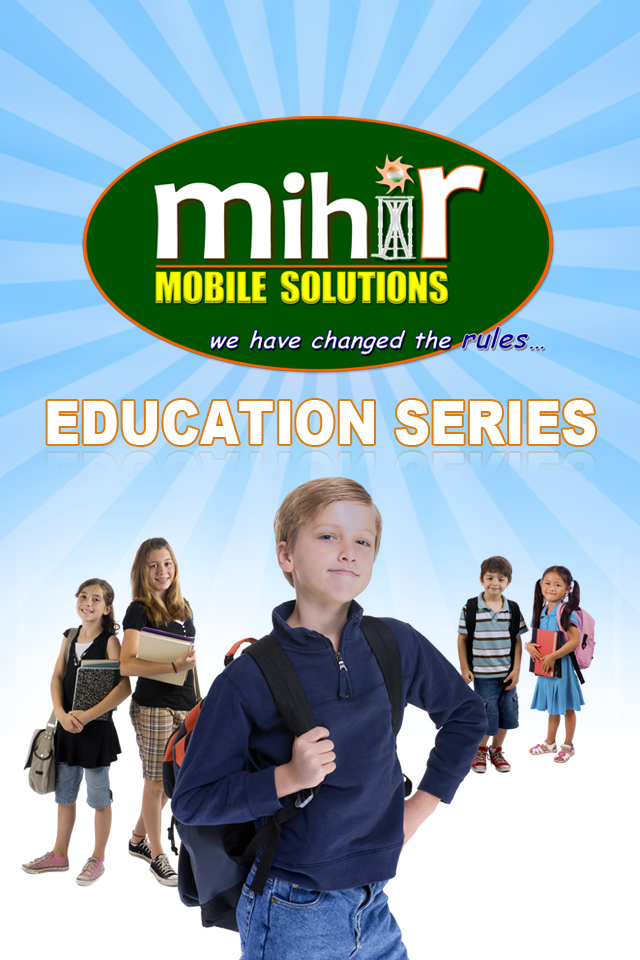 mihir
MOBILE SOLUTIONS
we have changed the rules...
EDUCATION SERIES